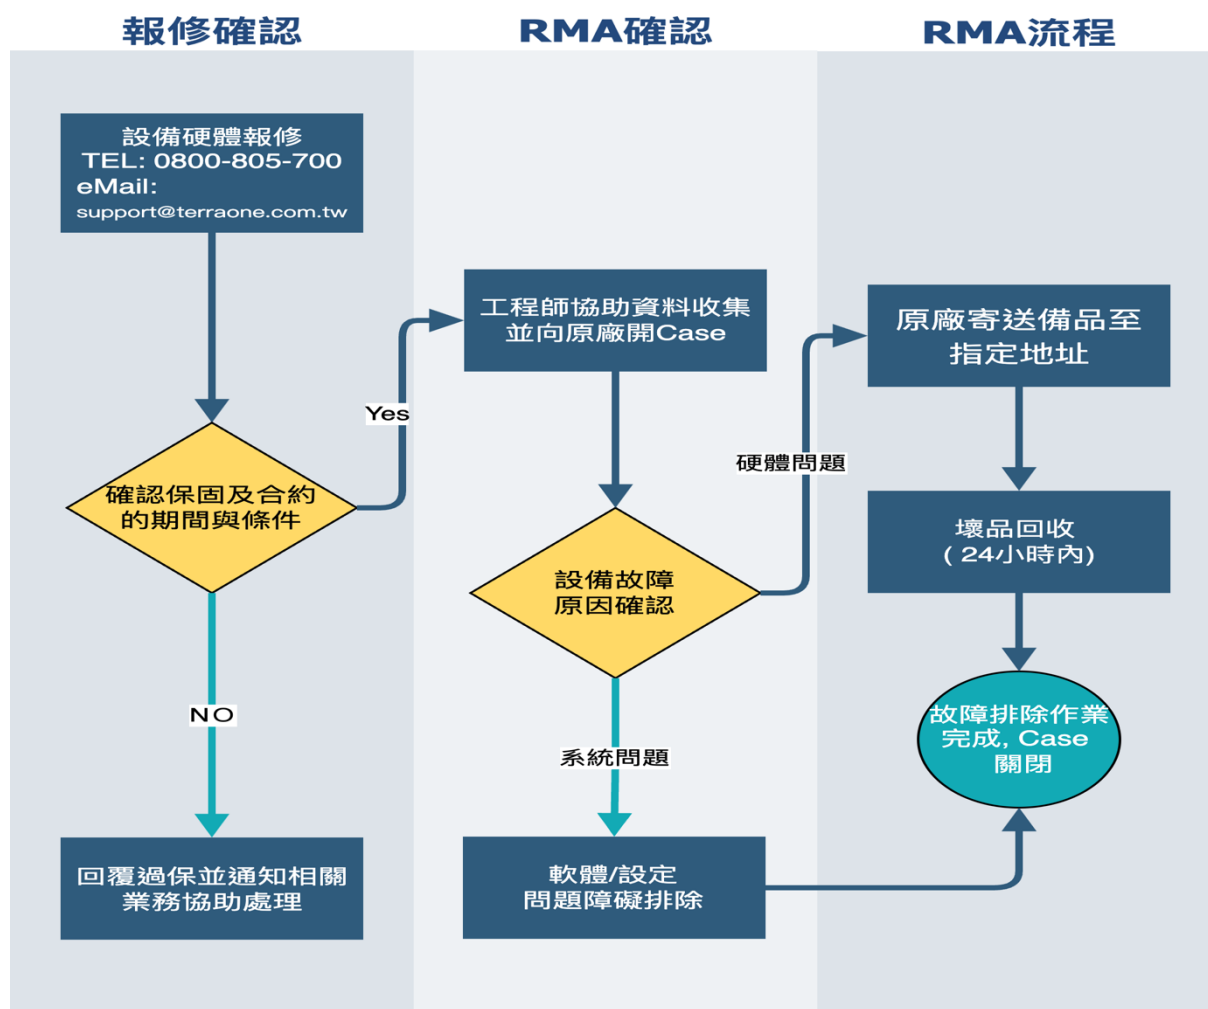 報修確認
設備硬體報修
TEL: 0800-805-700
eMail:
support@terraone.com.tw
確認保固及合約
的期間與條件
Yes
NO
回覆過保並通知相關
業務協助處理
RMA確認
工程師協助資料收集
並向原廠開Case
設備故障
原因確認
硬體問題
系統問題
軟體/設定
問題障礙排除
RMA流程
原廠寄送備品至
指定地址
壞品回收
( 24小時內)
故障排除作業
完成, Case
關閉